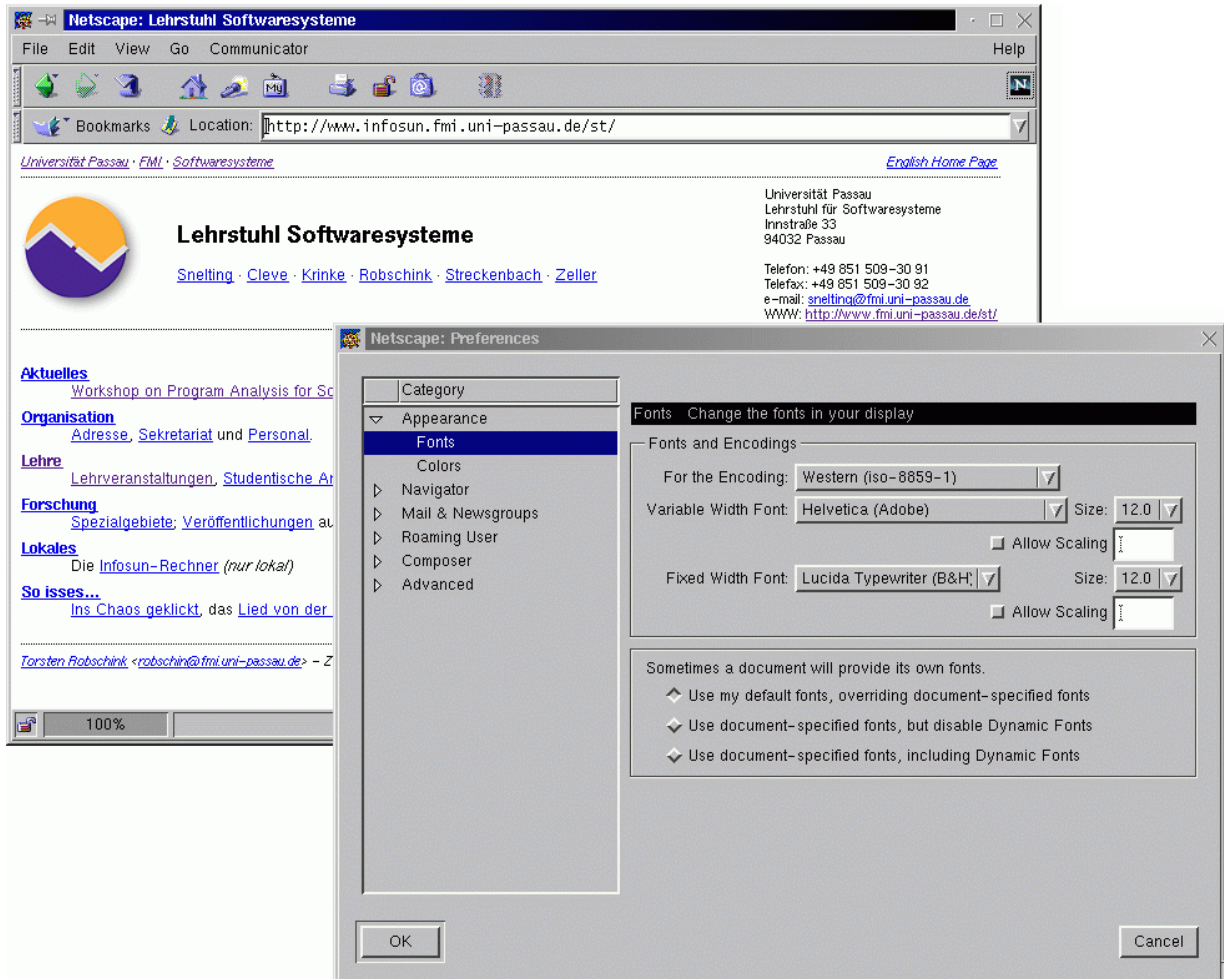 Netscape: Lehrstuhl Softwaresysteme
File Edit View Go Communicator Help
My N
Bookmarks Location: http://www.infosun.fmi.uni-passau.de/st/
Universität Passau · FMI · Softwaresysteme English Home Page
Universität Passau
Lehrstuhl für Softwaresysteme
Innstraße 33
94032 Passau
Lehrstuhl Softwaresysteme
Snelting · Cleve · Krinke · Robschink · Streckenbach · Zeller
Telefon: +49 851 509-30 91
Telefax: +49 851 509-30 92
e-mail: snelting@fmi.uni-passau.de
WWW: http://www.fmi.uni-passau.de/st/
Aktuelles
Workshop on Program Analysis for So
Organisation
Adresse, Sekretariat und Personal.
Lehre
Lehrveranstaltungen, Studentische Ar
Forschung
Spezialgebiete; Veröffentlichungen au
Lokales
Die Infosun-Rechner (nur lokal)
So isses...
Ins Chaos geklickt, das Lied von der
Torsten Robschink <robschin@fmi.uni-passau.de> - Z
100%
Netscape: Preferences
Category
Appearance
Fonts
Colors
Navigator
Mail & Newsgroups
Roaming User
Composer
Advanced
Fonts Change the fonts in your display
Fonts and Encodings
For the Encoding: Western (iso-8859-1)
Variable Width Font: Helvetica (Adobe) Size: 12.0
Allow Scaling
Fixed Width Font: Lucida Typewriter (B&H) Size: 12.0
Allow Scaling
Sometimes a document will provide its own fonts.
Use my default fonts, overriding document-specified fonts
Use document-specified fonts, but disable Dynamic Fonts
Use document-specified fonts, including Dynamic Fonts
OK Cancel